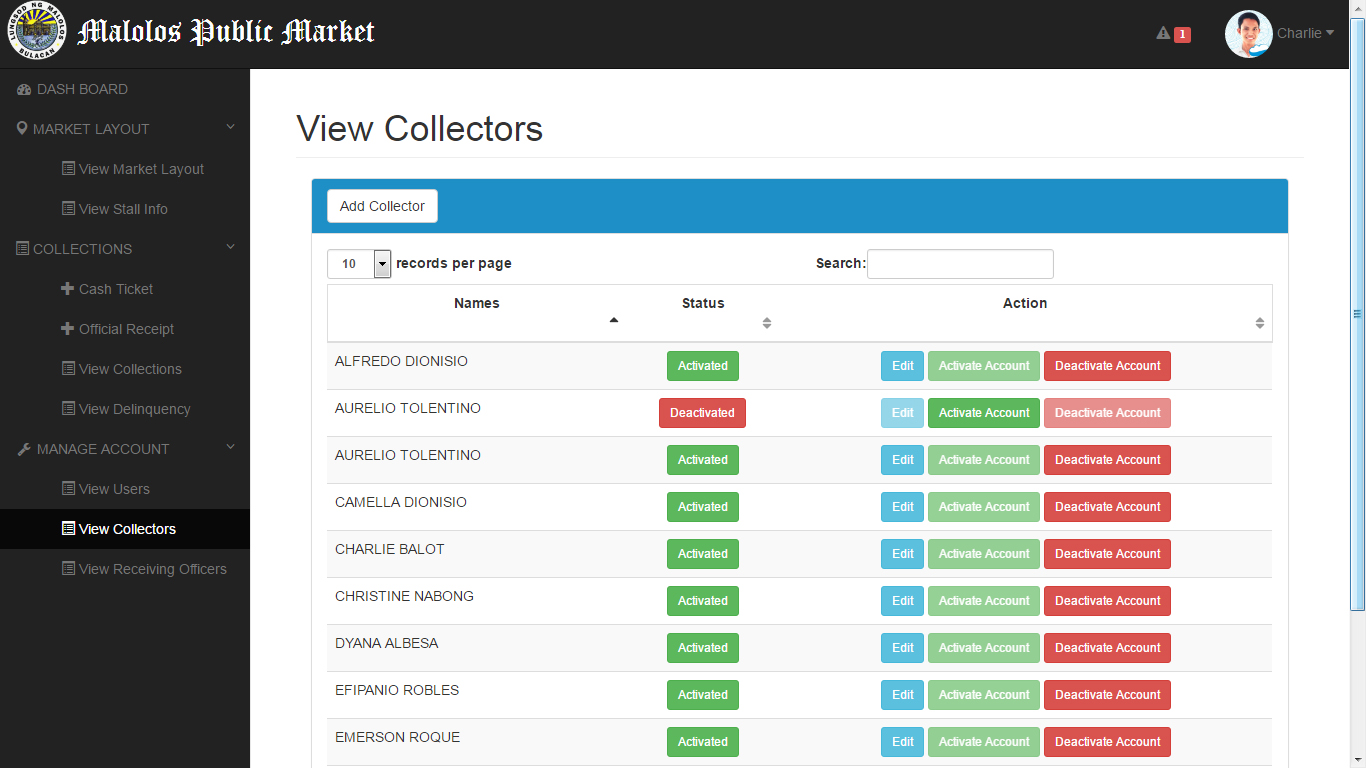 LUNGSOD NG MALOLOS
BULACAN
Malolos Public Market
1
Charlie
DASH BOARD
MARKET LAYOUT
View Market Layout
View Stall Info
COLLECTIONS
Cash Ticket
Official Receipt
View Collections
View Delinquency
MANAGE ACCOUNT
View Users
View Collectors
View Receiving Officers
View Collectors
Add Collector
10 records per page Search:
Names Status Action
ALFREDO DIONISIO Activated Edit Activate Account Deactivate Account
AURELIO TOLENTINO Deactivated Edit Activate Account Deactivate Account
AURELIO TOLENTINO Activated Edit Activate Account Deactivate Account
CAMELLA DIONISIO Activated Edit Activate Account Deactivate Account
CHARLIE BALOT Activated Edit Activate Account Deactivate Account
CHRISTINE NABONG Activated Edit Activate Account Deactivate Account
DYANA ALBESA Activated Edit Activate Account Deactivate Account
EFIPANIO ROBLES Activated Edit Activate Account Deactivate Account
EMERSON ROQUE Activated Edit Activate Account Deactivate Account